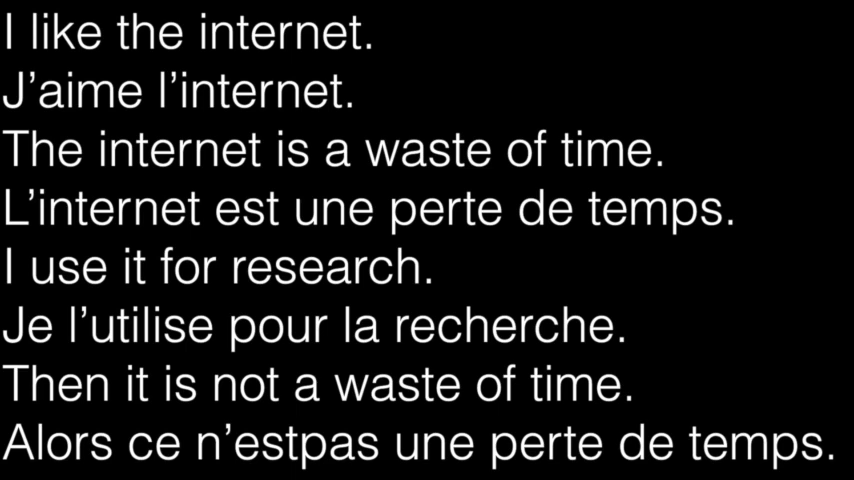 I like the internet.
J’aime l’internet.
The internet is a waste of time.
L’internet est une perte de temps.
I use it for research.
Je l’utilise pour la recherche.
Then it is not a waste of time.
Alors ce n’estpas une perte de temps.